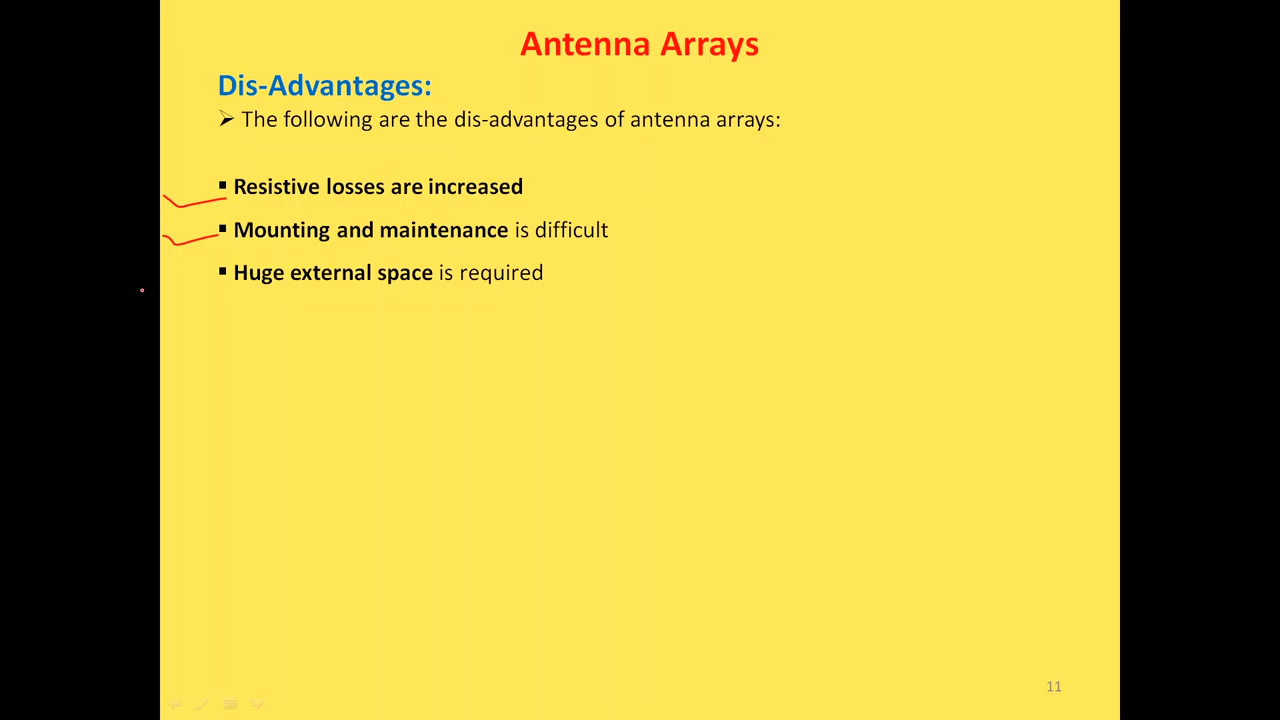 Antenna Arrays
Dis-Advantages:
➢ The following are the dis-advantages of antenna arrays:
▪ Resistive losses are increased
▪ Mounting and maintenance is difficult
▪ Huge external space is required
11